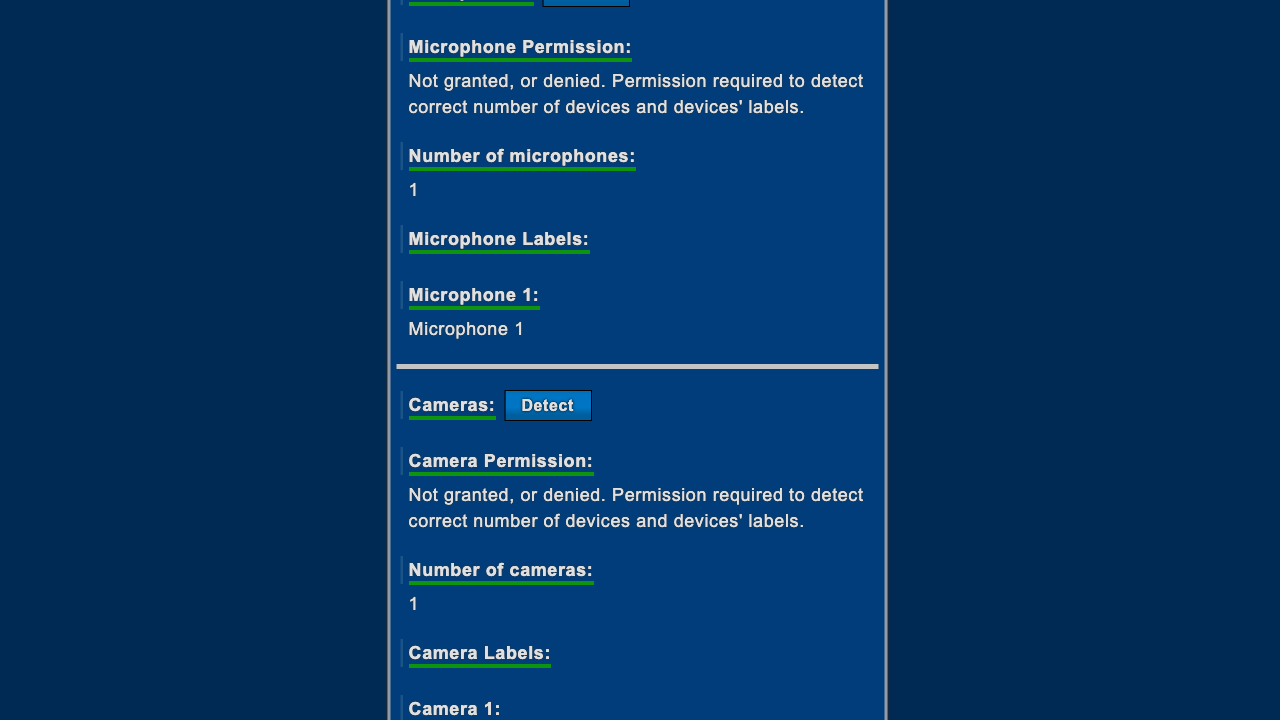 Microphone Permission:
Not granted, or denied. Permission required to detect
correct number of devices and devices' labels.
Number of microphones:
1
Microphone Labels:
Microphone 1:
Microphone 1
Cameras: Detect
Camera Permission:
Not granted, or denied. Permission required to detect
correct number of devices and devices' labels.
Number of cameras:
1
Camera Labels:
Camera 1: